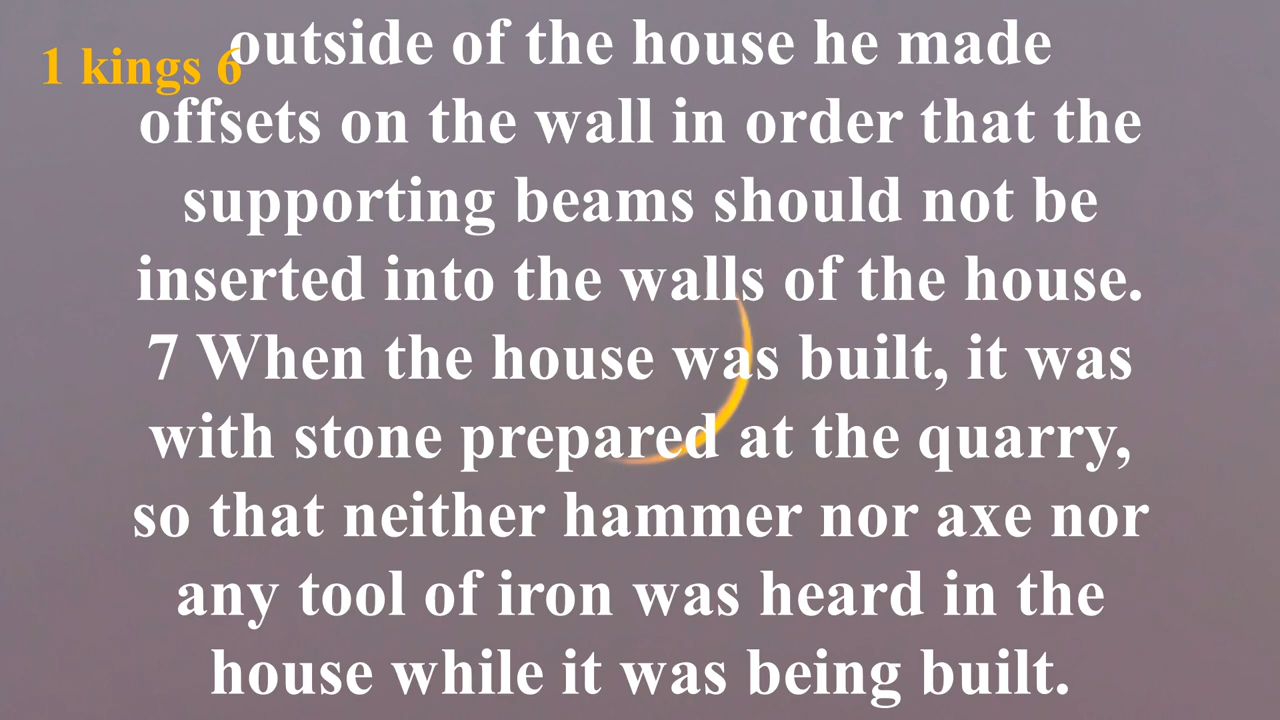 1 kings 6
outside of the house he made
offsets on the wall in order that the
supporting beams should not be
inserted into the walls of the house.
7 When the house was built, it was
with stone prepared at the quarry,
so that neither hammer nor axe nor
any tool of iron was heard in the
house while it was being built.